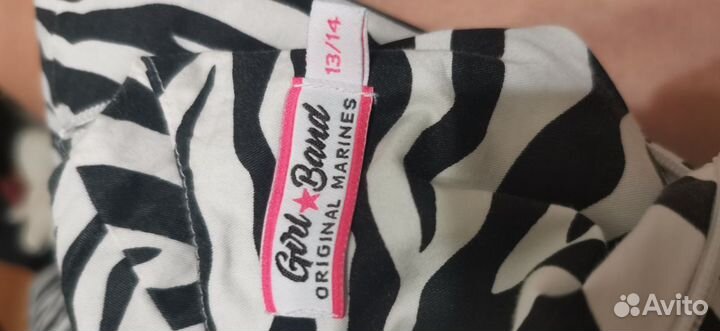 13/14
Girl ★ Band
ORIGINAL MARINES
Avito